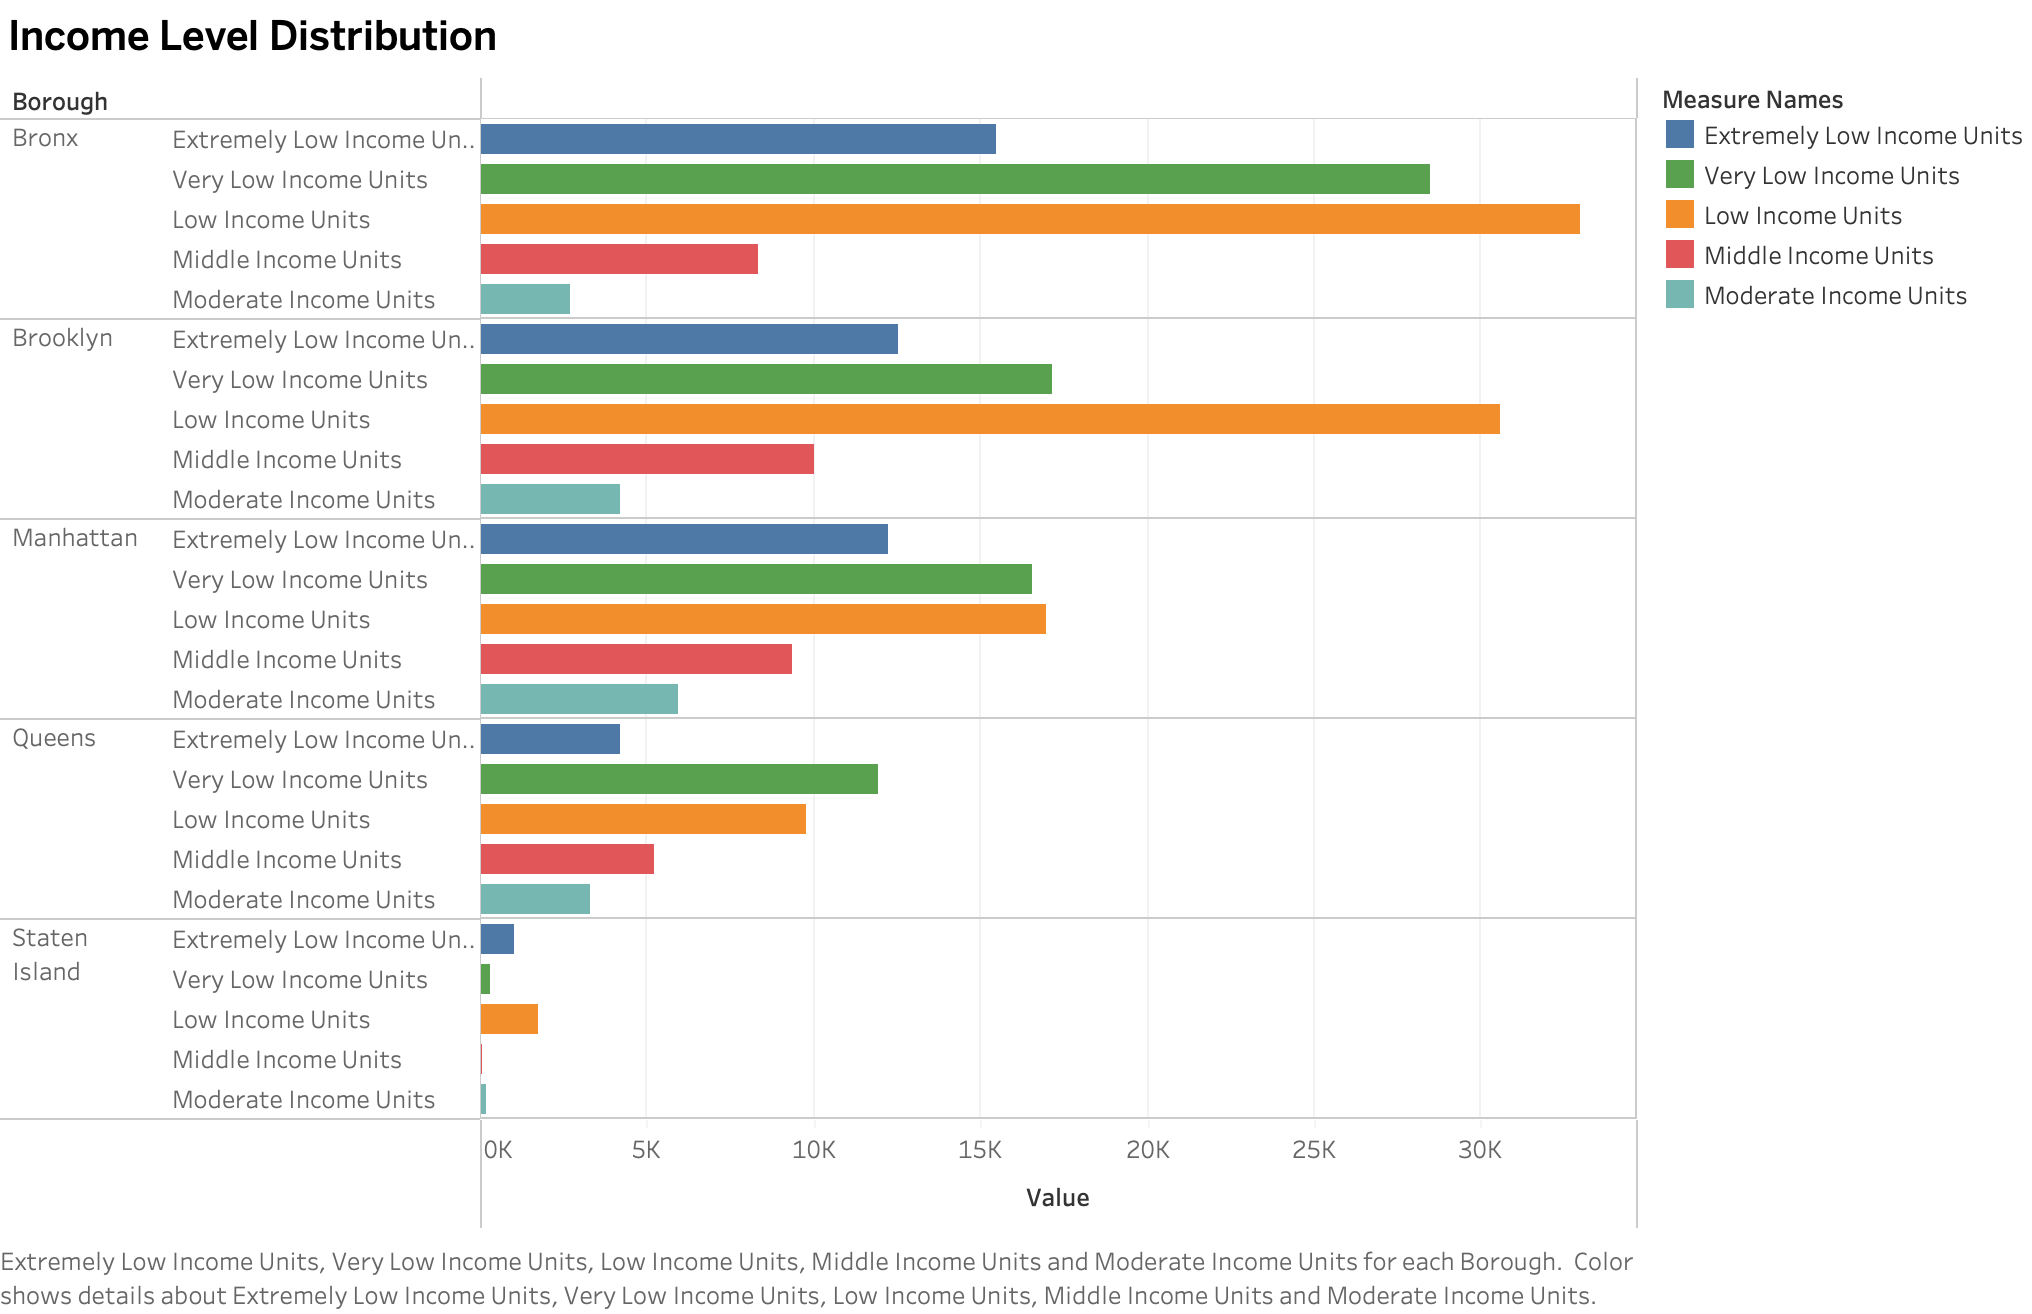 Income Level Distribution
Borough
Measure Names
Extremely Low Income Units
Very Low Income Units
Low Income Units
Middle Income Units
Moderate Income Units
Bronx
Extremely Low Income Un..
Very Low Income Units
Low Income Units
Middle Income Units
Moderate Income Units
Brooklyn
Extremely Low Income Un..
Very Low Income Units
Low Income Units
Middle Income Units
Moderate Income Units
Manhattan
Extremely Low Income Un..
Very Low Income Units
Low Income Units
Middle Income Units
Moderate Income Units
Queens
Extremely Low Income Un..
Very Low Income Units
Low Income Units
Middle Income Units
Moderate Income Units
Staten
Island
Extremely Low Income Un..
Very Low Income Units
Low Income Units
Middle Income Units
Moderate Income Units
0K 5K 10K 15K 20K 25K 30K
Value
Extremely Low Income Units, Very Low Income Units, Low Income Units, Middle Income Units and Moderate Income Units for each Borough.  Color
shows details about Extremely Low Income Units, Very Low Income Units, Low Income Units, Middle Income Units and Moderate Income Units.